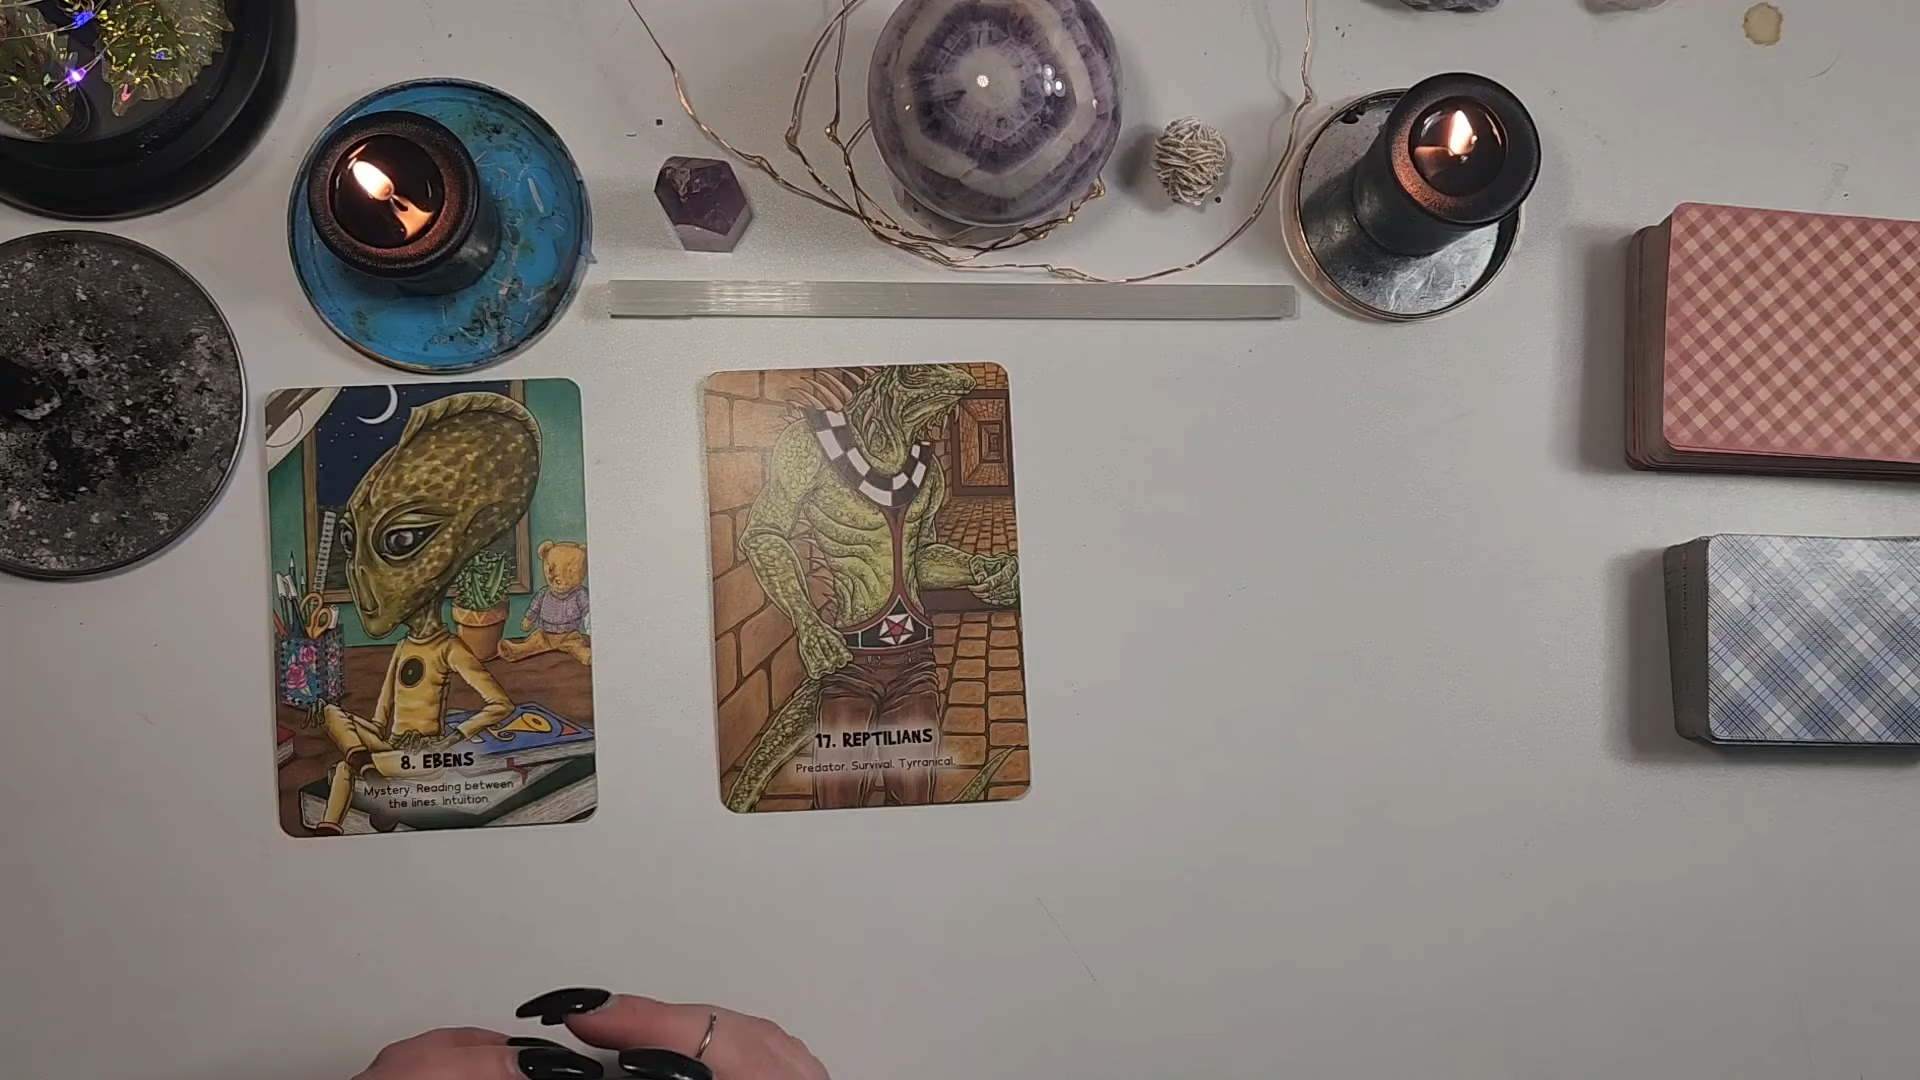 8. EBENS
Mystery. Reading between
the lines. Intuition.
17. REPTILIANS
Predator. Survival. Tyrranical.